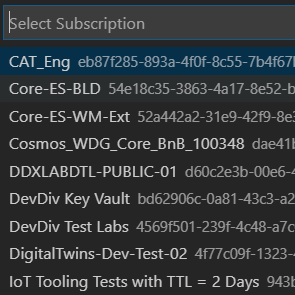 Select Subscription
CAT_Eng eb87f285-893a-4f0f-8c55-7b4f67
Core-ES-BLD 54e18c35-3863-4a17-8e52-b
Core-ES-WM-Ext 52a442a2-31e9-42f9-8e3
Cosmos_WDG_Core_BnB_100348 dae41b
DDXLABDTL-PUBLIC-01 d60c2e3b-00e6-4
DevDiv Key Vault bd62906c-0a81-43c3-a2
DevDiv Test Labs 4569f501-239f-4c48-a7c
DigitalTwins-Dev-Test-02 4f77c09f-1323-4
IoT Tooling Tests with TTL = 2 Days 943b